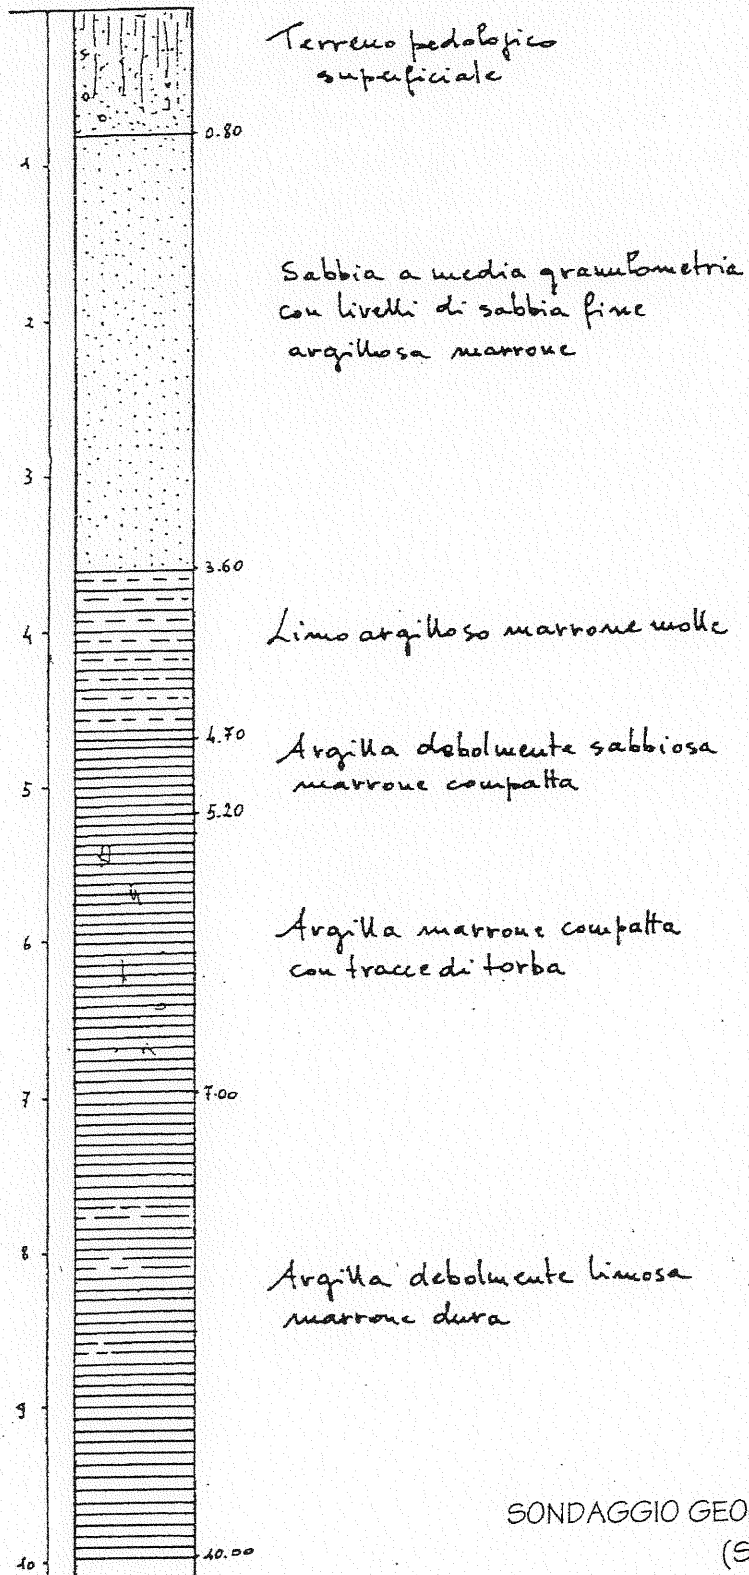 Terreno pedologico
superficiale
0.80
1
Sabbia a media granulometria
con livelli di sabbia fine
argillosa marrone
2
3
3.60
4
Limo argilloso marrone molle
4.70
Argilla debolmente sabbiosa
marrone compatta
5
5.20
Argilla marrone compatta
con tracce di torba
6
7
7.00
8
Argilla debolmente limosa
marrone dura
9
SONDAGGIO GEO
(S
10.00
10